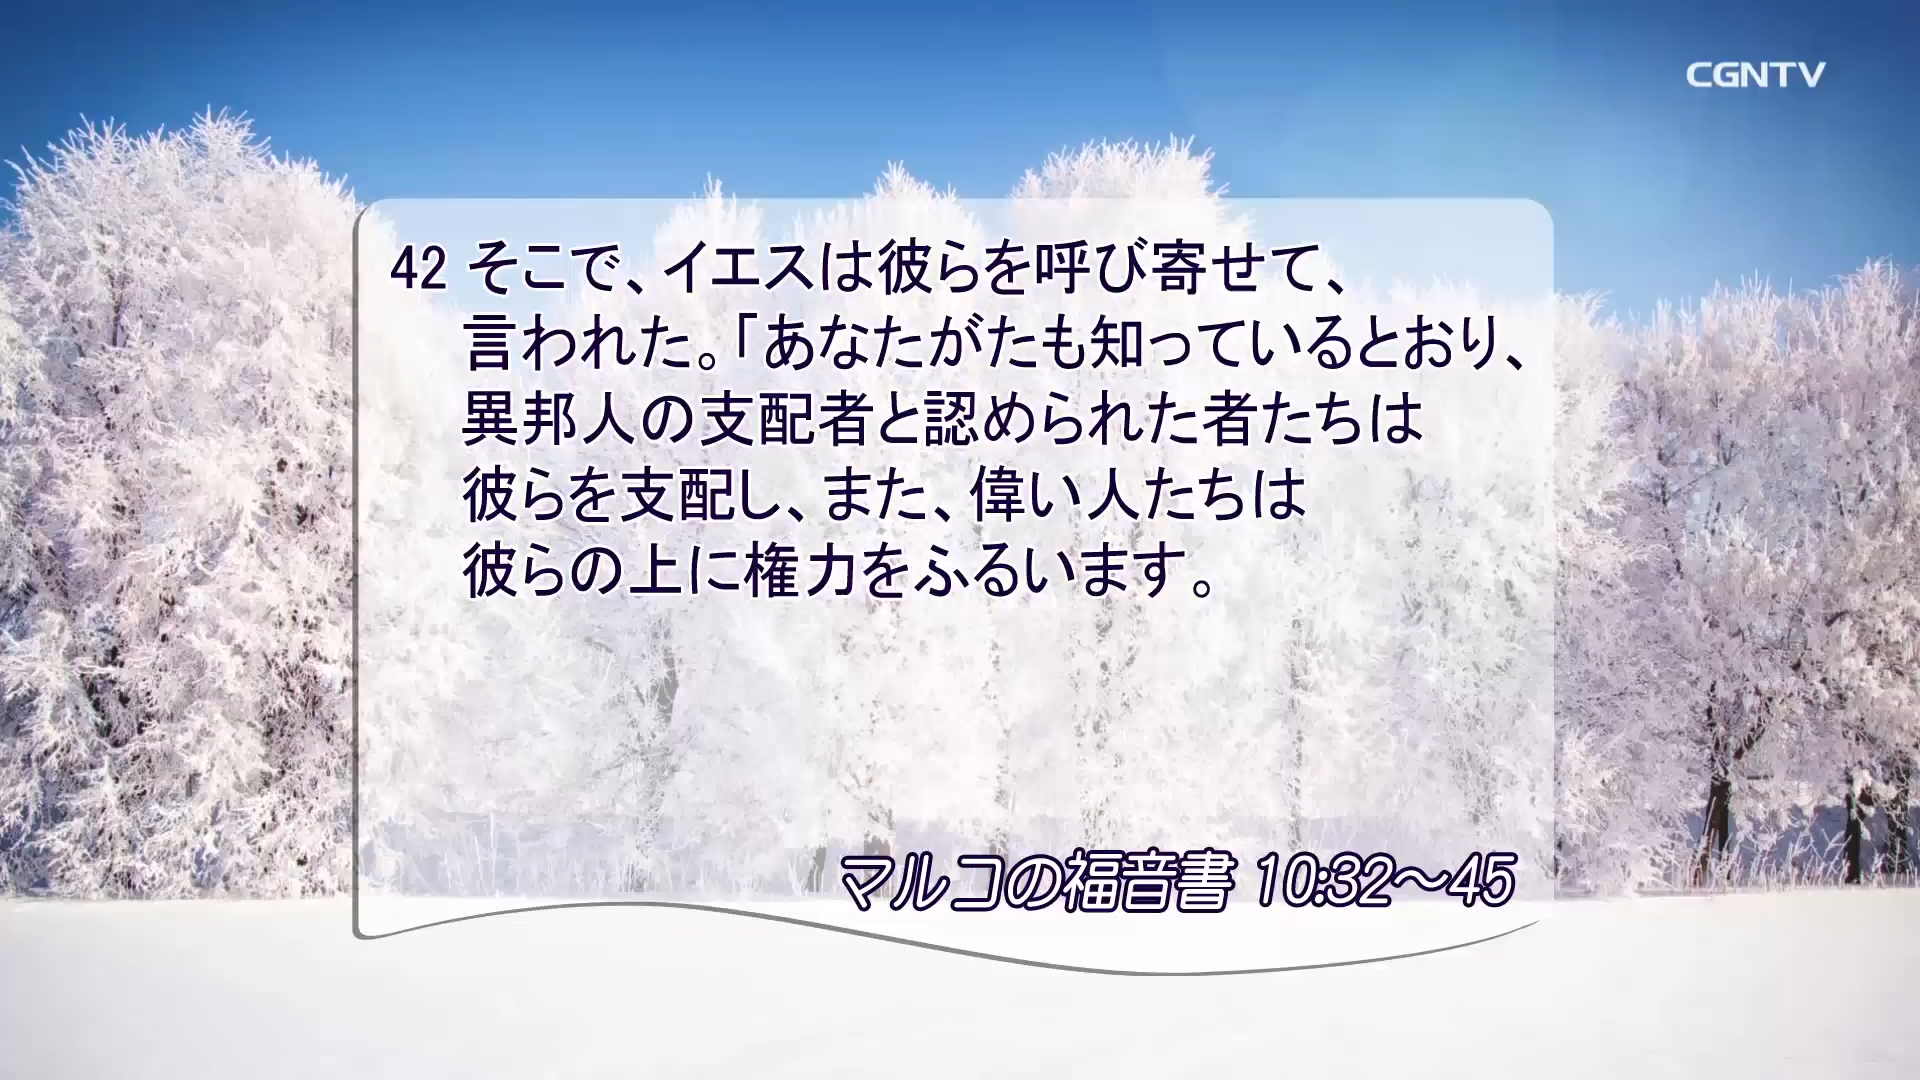 CGNTV
42 そこで、イエスは彼らを呼び寄せて、
言われた。「あなたがたも知っているとおり、
異邦人の支配者と認められた者たちは
彼らを支配し、また、偉い人たちは
彼らの上に権力をふるいます。
マルコの福音書 10:32～45